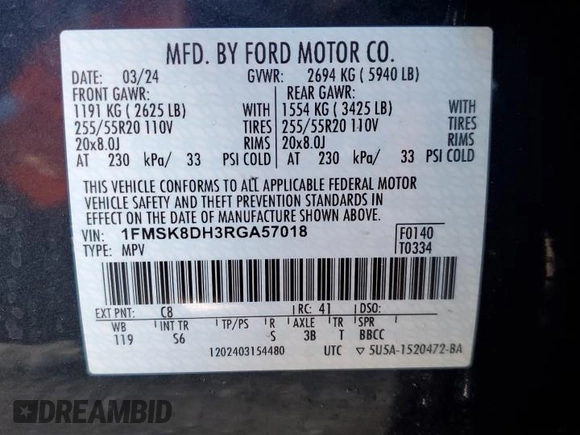 MFD. BY FORD MOTOR CO.
DATE: 03/24 GVWR: 2694 KG ( 5940 LB)
FRONT GAWR: REAR GAWR:
1191 KG ( 2625 LB) WITH 1554 KG ( 3425 LB) WITH
255/55R20 110V TIRES 255/55R20 110V TIRES
20x8.0J RIMS 20x8.0J RIMS
AT 230 kPa/ 33 PSI COLD AT 230 kPa/ 33 PSI COLD
THIS VEHICLE CONFORMS TO ALL APPLICABLE FEDERAL MOTOR
VEHICLE SAFETY AND THEFT PREVENTION STANDARDS IN
EFFECT ON THE DATE OF MANUFACTURE SHOWN ABOVE.
VIN: 1FMSK8DH3RGA57018 F0140
TYPE: MPV T0334
EXT PNT: C8 RC: 41 DSO:
WB INT TR TP/PS R AXLE TR SPR
119 S6 S 3B T BBCC
1202403154480 UTC ▽ 5U5A-1520472-BA
DREAMBID